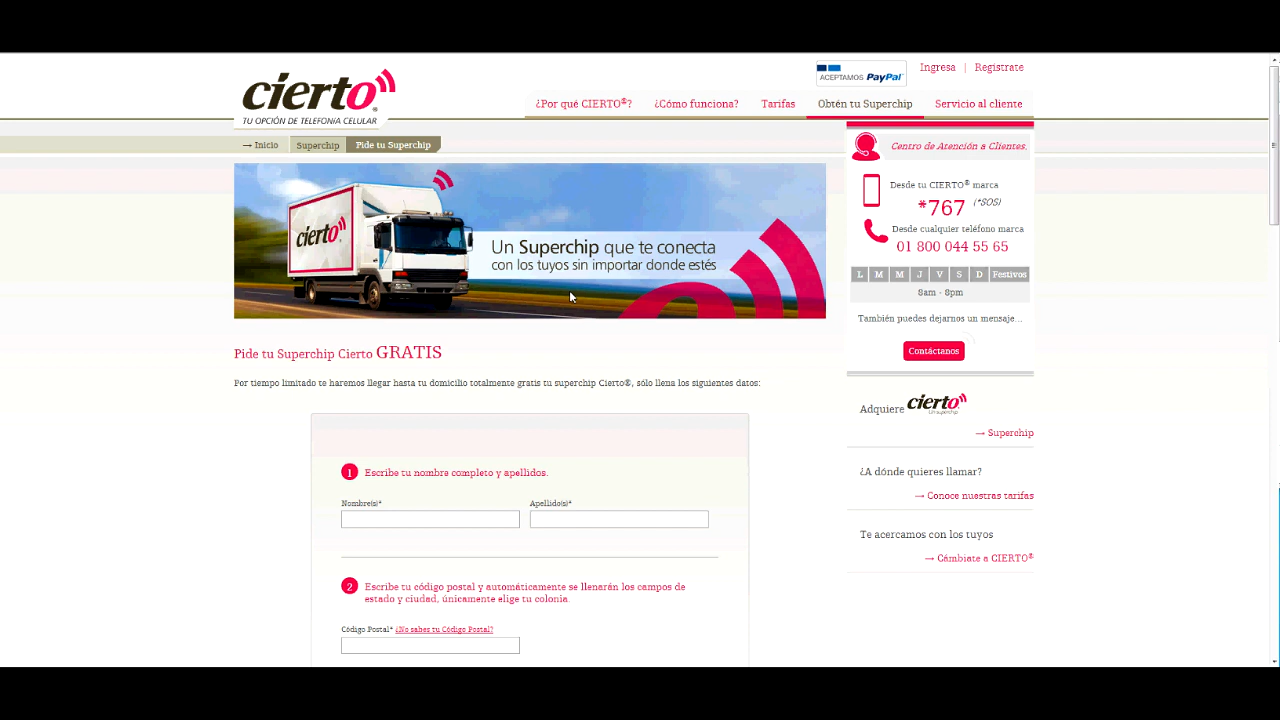 cierto
TU OPCIÓN DE TELEFONÍA CELULAR
ACEPTAMOS PayPal
Ingresa | Registrate
¿Por qué CIERTO®? ¿Cómo funciona? Tarifas Obtén tu Superchip Servicio al cliente
→ Inicio Superchip Pide tu Superchip
cierto
Un Superchip que te conecta
con los tuyos sin importar donde estés
Centro de Atención a Clientes.
Desde tu CIERTO® marca
*767 (*SOS)
Desde cualquier teléfono marca
01 800 044 55 65
L M M J V S D Festivos
8am - 8pm
También puedes dejarnos un mensaje...
Contáctanos
Pide tu Superchip Cierto GRATIS
Por tiempo limitado te haremos llegar hasta tu domicilio totalmente gratis tu superchip Cierto®, sólo llena los siguientes datos:
1 Escribe tu nombre completo y apellidos.
Nombre(s)* Apellido(s)*
2 Escribe tu código postal y automáticamente se llenarán los campos de
estado y ciudad, únicamente elige tu colonia.
Código Postal* ¿No sabes tu Código Postal?
Adquiere cierto
→ Superchip
¿A dónde quieres llamar?
→ Conoce nuestras tarifas
Te acercamos con los tuyos
→ Cámbiate a CIERTO®